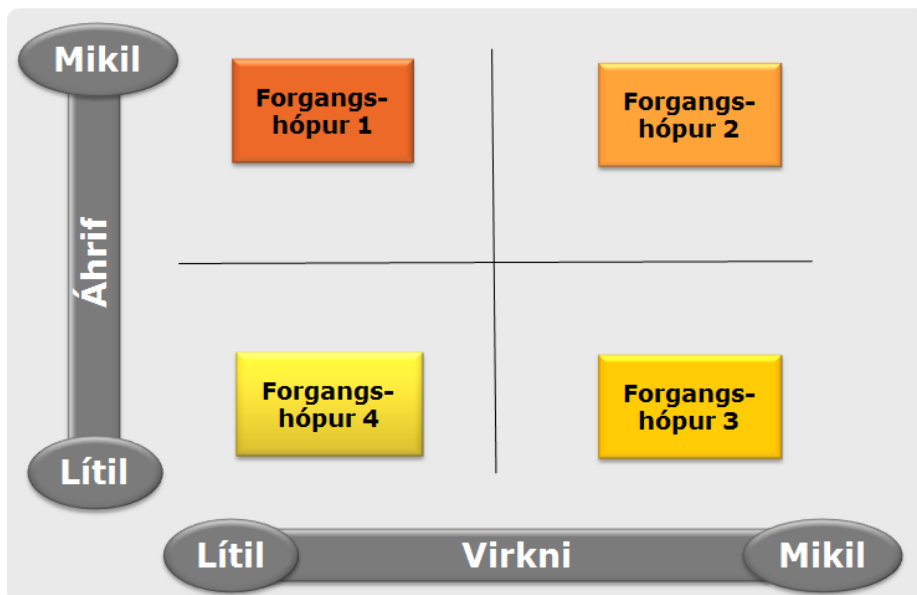 Mikil
Forgangs-
hópur 1
Forgangs-
hópur 2
Áhrif
Forgangs-
hópur 4
Forgangs-
hópur 3
Lítil
Lítil
Virkni
Mikil